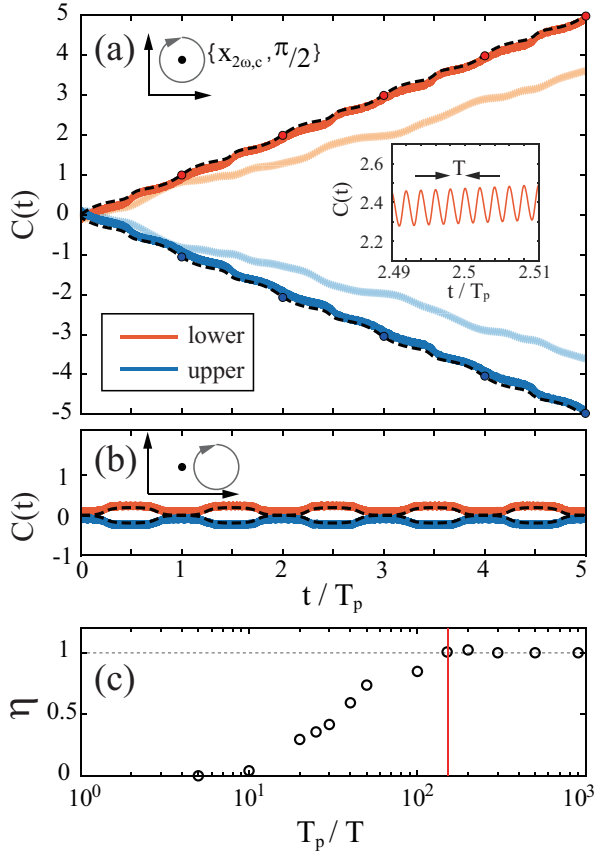 (a)
{x2ω,c , π/2}
5
4
3
2
1
0
-1
-2
-3
-4
-5
C(t)
2.6
2.4
2.2
C(t)
T
2.49
2.5
2.51
t / Tp
lower
upper
(b)
1
0
-1
C(t)
0
1
2
3
4
5
t / Tp
(c)
1
0.5
0
η
10^0
10^1
10^2
10^3
Tp / T